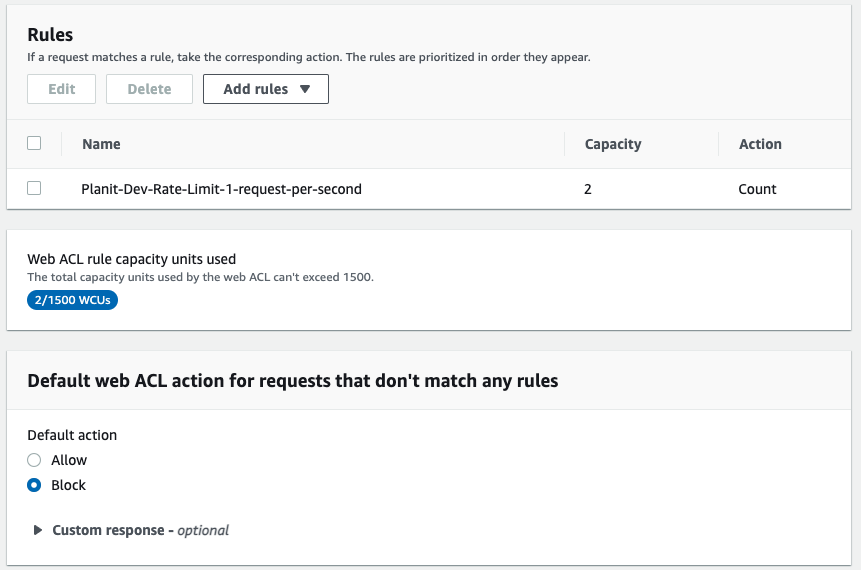 Rules
If a request matches a rule, take the corresponding action. The rules are prioritized in order they appear.
Edit Delete Add rules
Name Capacity Action
Planit-Dev-Rate-Limit-1-request-per-second 2 Count
Web ACL rule capacity units used
The total capacity units used by the web ACL can't exceed 1500.
2/1500 WCUs
Default web ACL action for requests that don't match any rules
Default action
Allow
Block
Custom response - optional